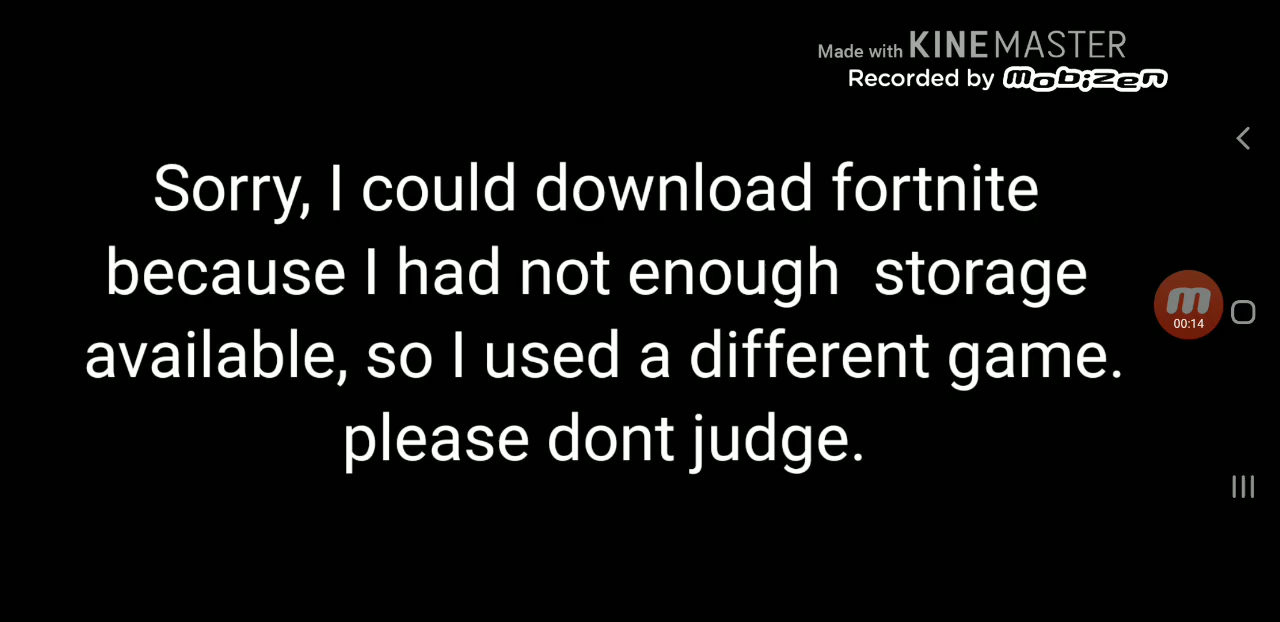 Made with KINEMASTER
Recorded by mobizen
Sorry, I could download fortnite
because I had not enough  storage
available, so I used a different game.
please dont judge.
m
00:14